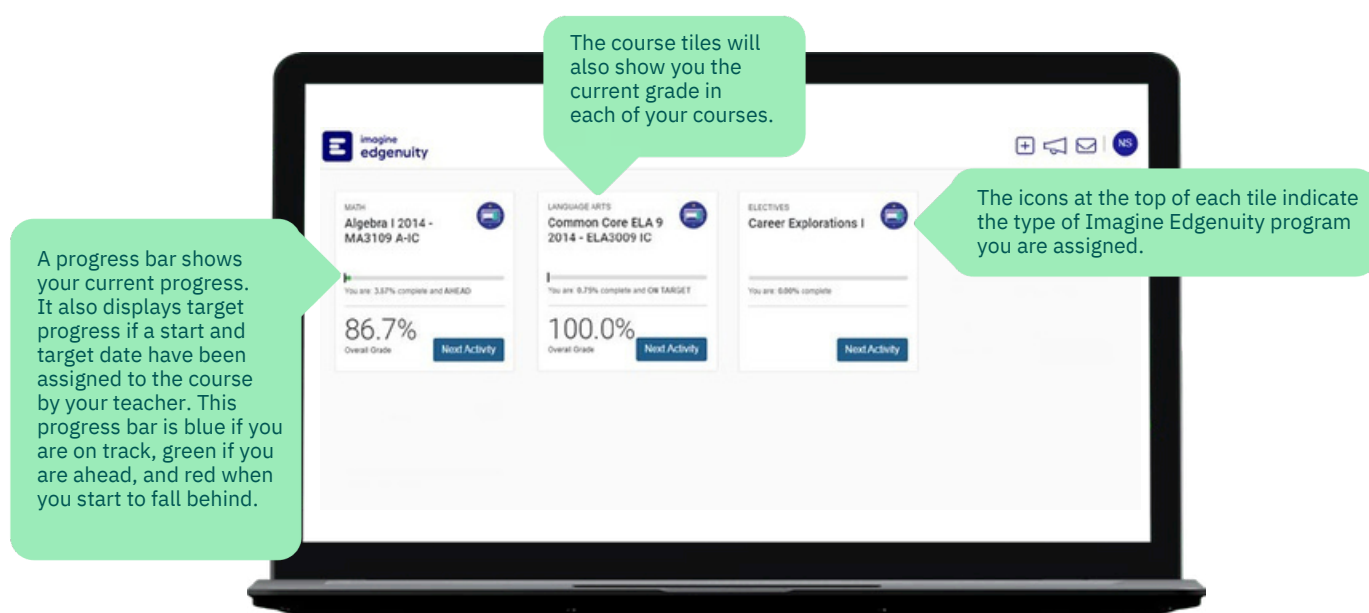 The course tiles will
also show you the
current grade in
each of your courses.
imagine
edgenuity
NS
The icons at the top of each tile indicate
the type of Imagine Edgenuity program
you are assigned.
A progress bar shows
your current progress.
It also displays target
progress if a start and
target date have been
assigned to the course
by your teacher. This
progress bar is blue if you
are on track, green if you
are ahead, and red when
you start to fall behind.
MATH
Algebra I 2014 -
MA3109 A-IC
You are: 3.67% complete and AHEAD
86.7%
Overall Grade
Next Activity
LANGUAGE ARTS
Common Core ELA 9
2014 - ELA3009 IC
You are: 0.75% complete and ON TARGET
100.0%
Overall Grade
Next Activity
ELECTIVES
Career Explorations I
You are: 0.00% complete
Next Activity